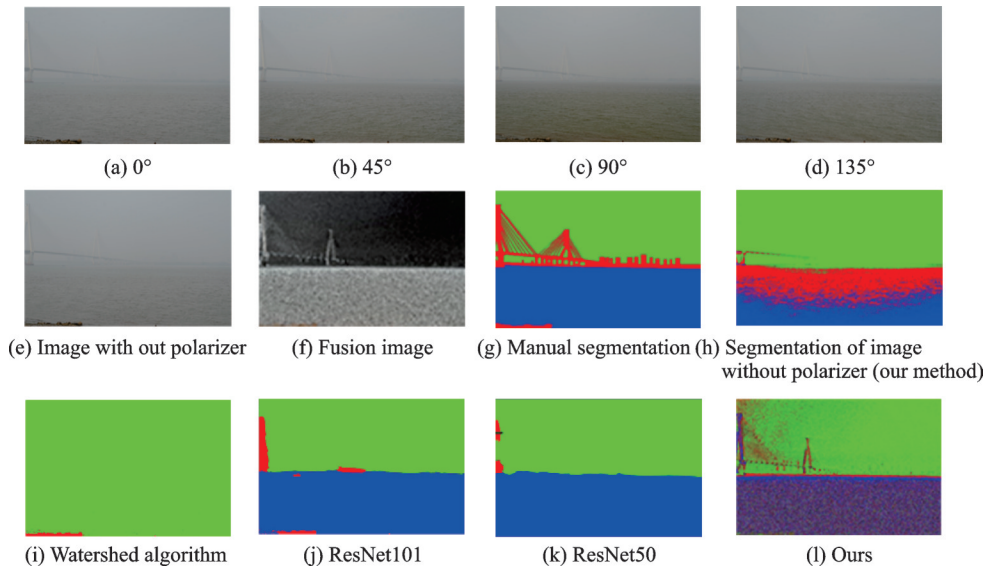 (a) 0°
(b) 45°
(c) 90°
(d) 135°
(e) Image with out polarizer
(f) Fusion image
(g) Manual segmentation
(h) Segmentation of image
without polarizer (our method)
(i) Watershed algorithm
(j) ResNet101
(k) ResNet50
(l) Ours